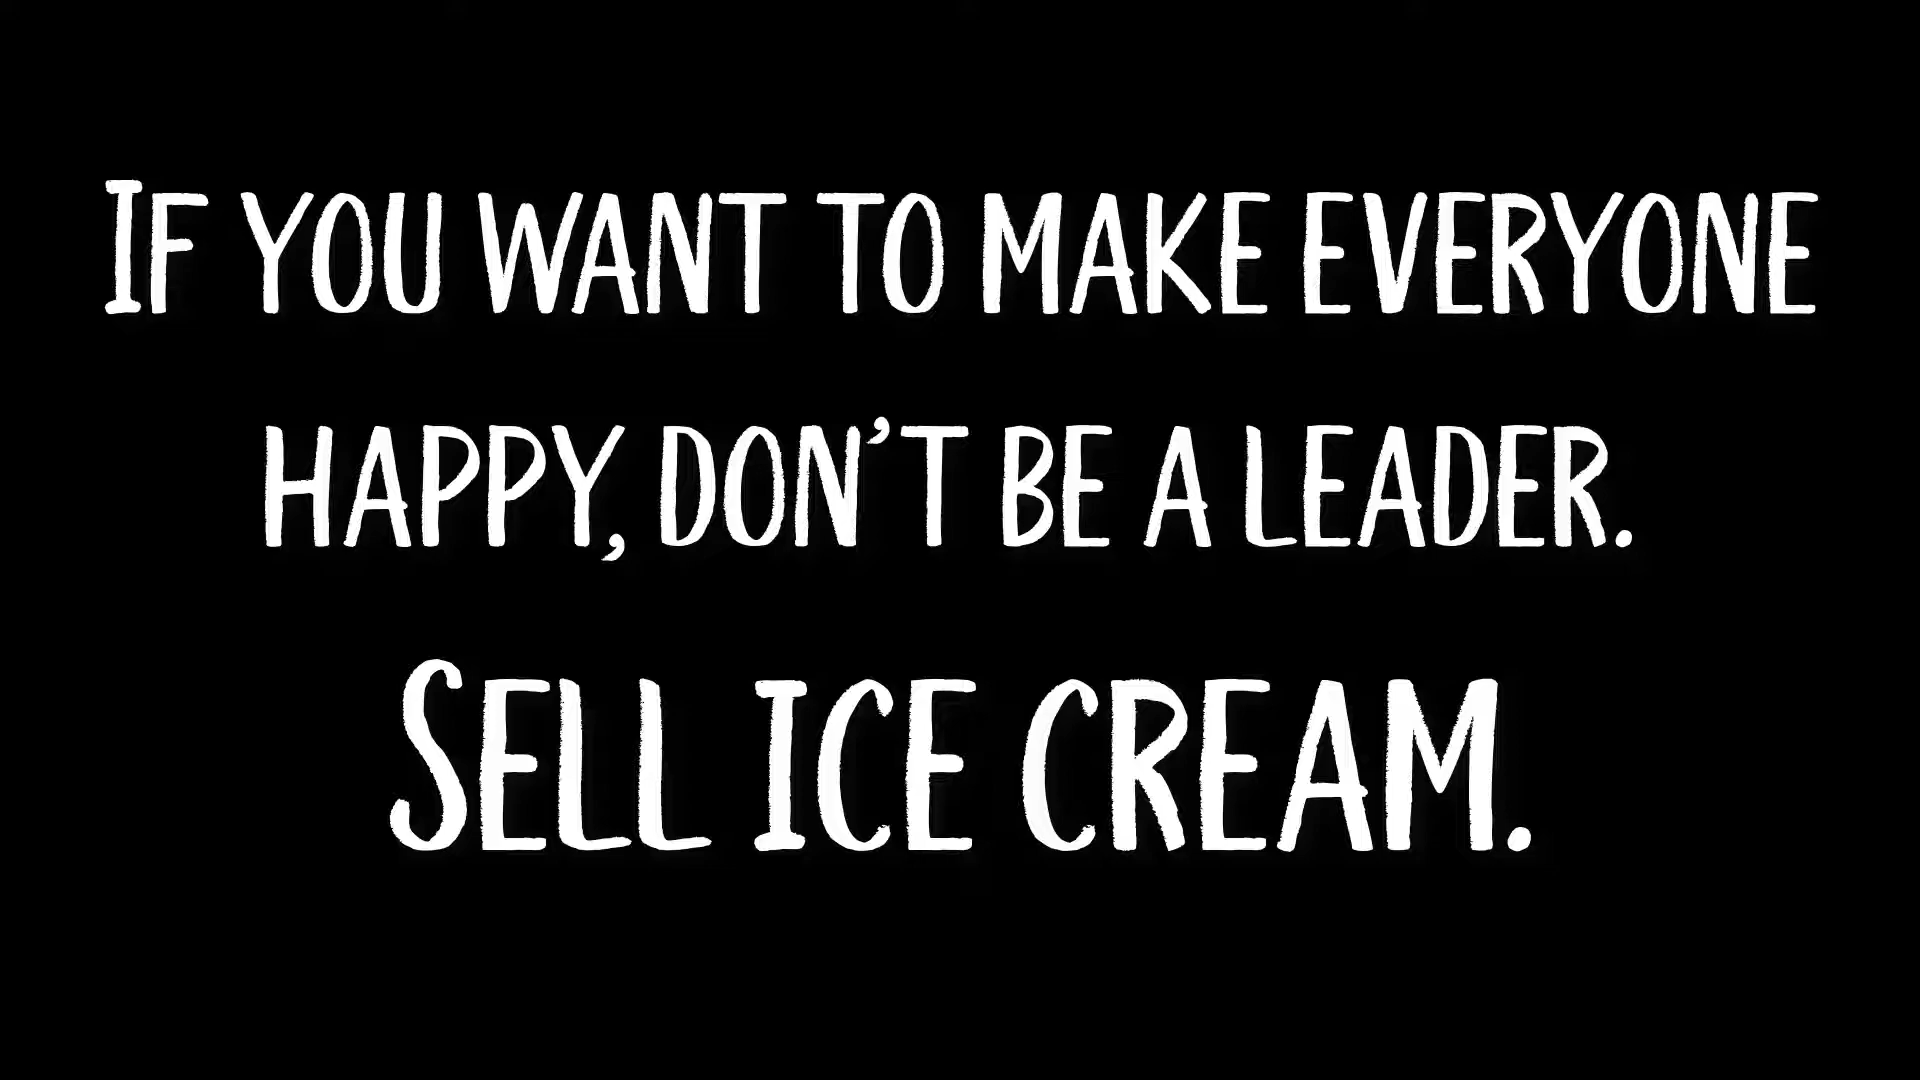 If you want to make everyone
happy, don’t be a leader.
Sell ice cream.